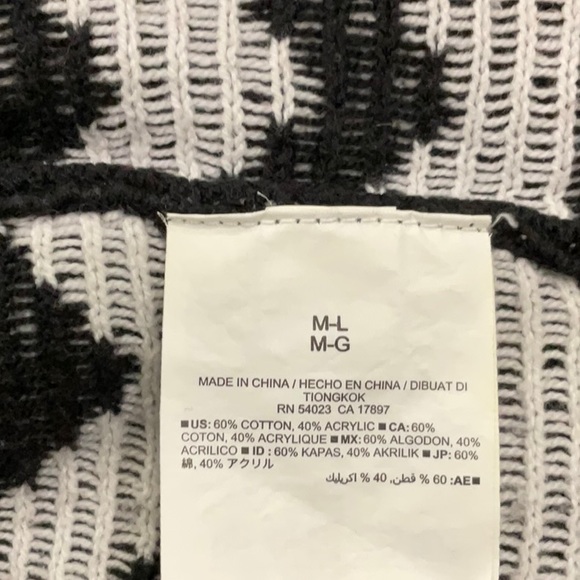 M-L
M-G
MADE IN CHINA / HECHO EN CHINA / DIBUAT DI
TIONGKOK
RN 54023 CA 17897
■US: 60% COTTON, 40% ACRYLIC ■ CA: 60%
COTON, 40% ACRYLIQUE ■ MX: 60% ALGODON, 40%
ACRILICO ■ ID : 60% KAPAS, 40% AKRILIK ■ JP: 60%
綿, 40% アクリル
■AE: 60 % قطن, 40 % اكريليك